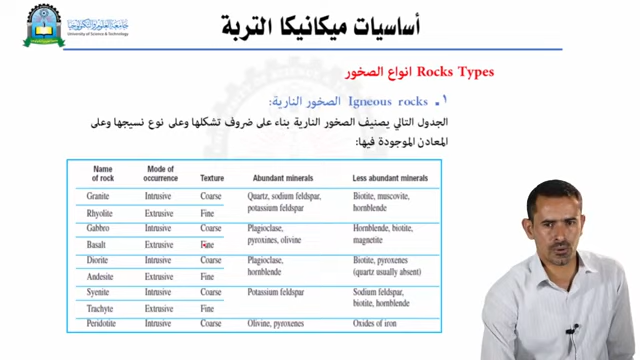 جامعة العلوم والتكنولوجيا
University of Science & Technology
أساسيات ميكانيكا التربة
Rocks Types انواع الصخور
١. Igneous rocks الصخور النارية:
الجدول التالي يصنيف الصخور النارية بناء على ضروف تشكلها وعلى نوع نسيجها وعلى
المعادن الموجودة فيها:
Name of rock Mode of occurrence Texture Abundant minerals Less abundant minerals
Granite Intrusive Coarse Quartz, sodium feldspar, Biotite, muscovite,
Rhyolite Extrusive Fine potassium feldspar hornblende
Gabbro Intrusive Coarse Plagioclase, Hornblende, biotite,
Basalt Extrusive Fine pyroxines, olivine magnetite
Diorite Intrusive Coarse Plagioclase, Biotite, pyroxenes
Andesite Extrusive Fine hornblende (quartz usually absent)
Syenite Intrusive Coarse Potassium feldspar Sodium feldspar,
Trachyte Extrusive Fine biotite, hornblende
Peridotite Intrusive Coarse Olivine, pyroxenes Oxides of iron